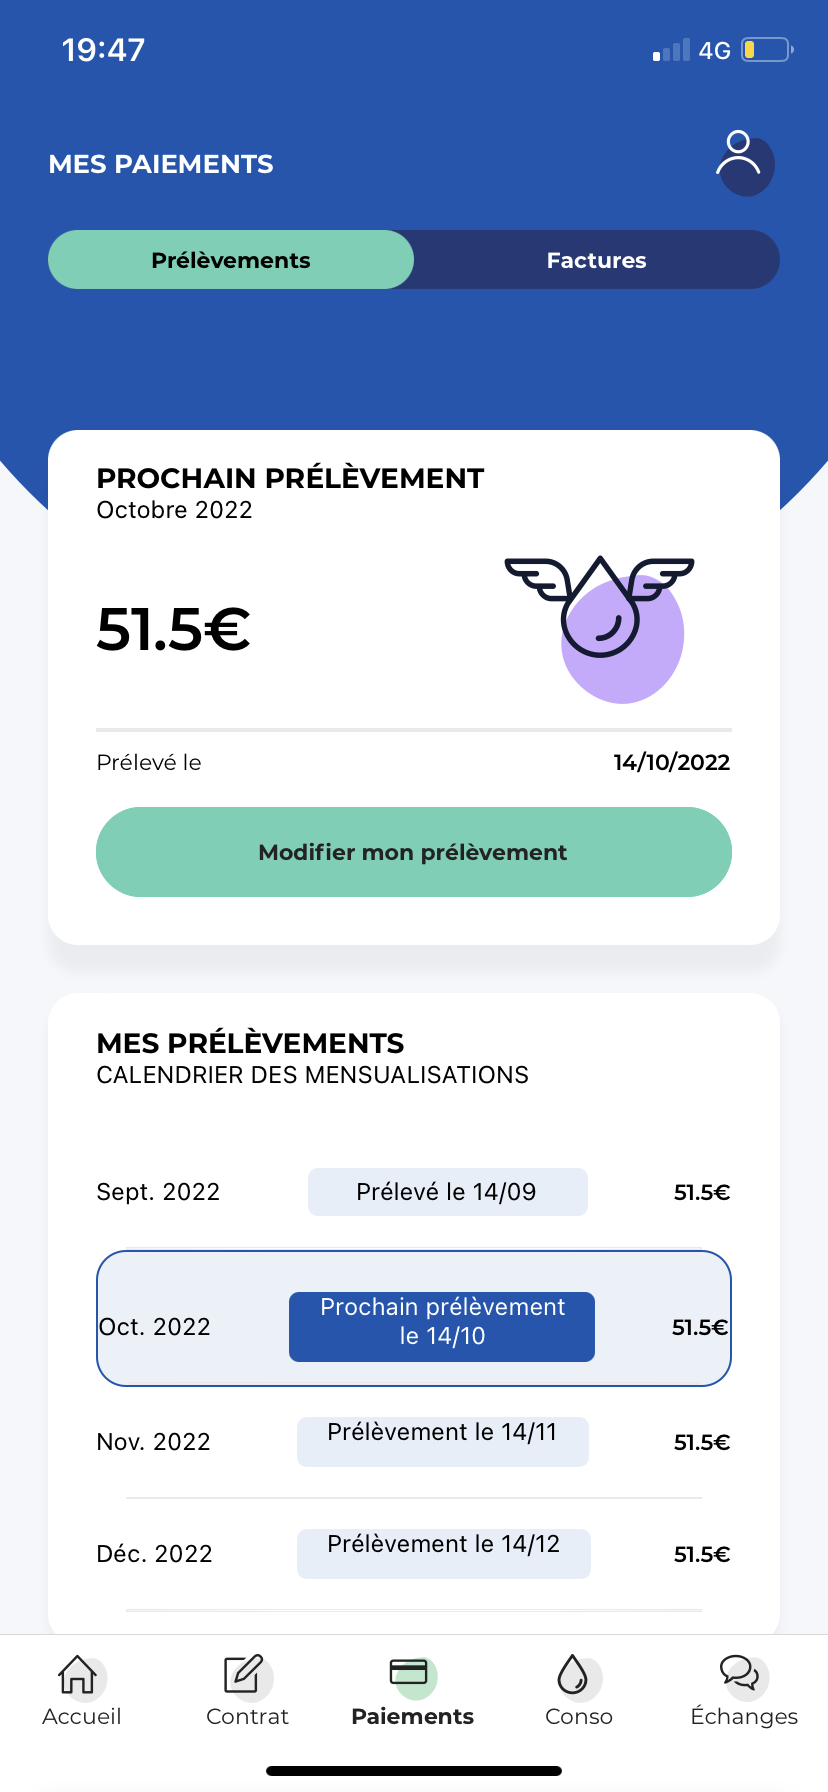 19:47
4G
MES PAIEMENTS
Prélèvements
Factures
PROCHAIN PRÉLÈVEMENT
Octobre 2022
51.5€
Prélevé le
14/10/2022
Modifier mon prélèvement
MES PRÉLÈVEMENTS
CALENDRIER DES MENSUALISATIONS
Sept. 2022
Prélevé le 14/09
51.5€
Oct. 2022
Prochain prélèvement
le 14/10
51.5€
Nov. 2022
Prélèvement le 14/11
51.5€
Déc. 2022
Prélèvement le 14/12
51.5€
Accueil
Contrat
Paiements
Conso
Échanges